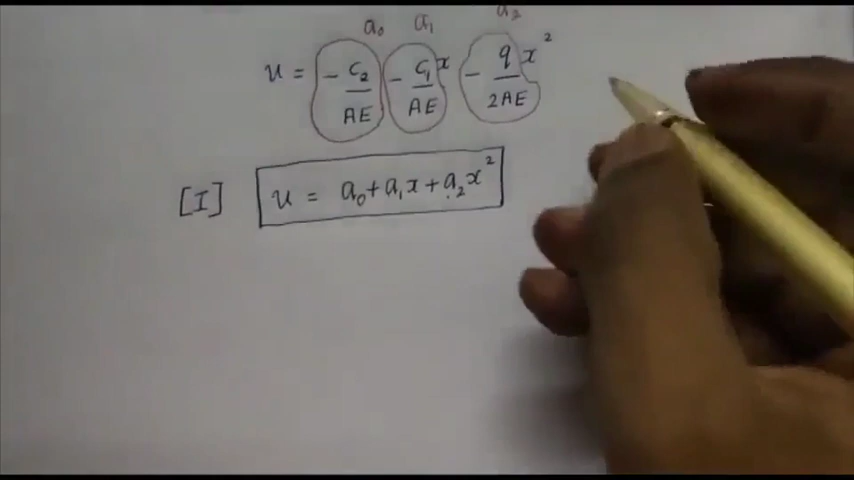 a₀ a₁ a₂
u = - C₂/AE - C₁/AE x - q/2AE x²
[I] u = a₀ + a₁x + a₂x²